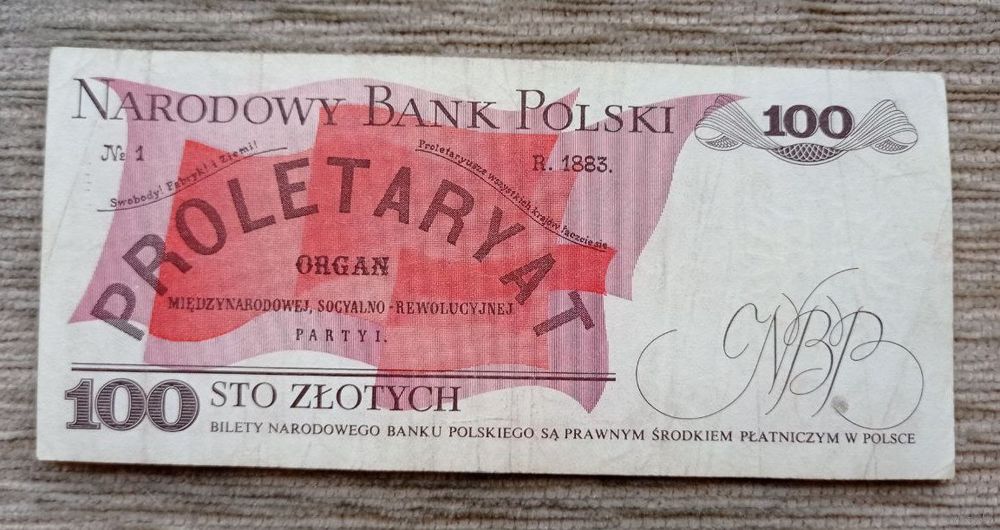 NARODOWY BANK POLSKI
100
№ 1
R. 1883.
Swobody! Fabryki i Ziemi!
Proletaryusze wszystkich krajów łączcie się
PROLETARYAT
ORGAN
MIĘDZYNARODOWEJ, SOCYALNO-REWOLUCYJNEJ
PARTYI.
NBP
100 STO ZŁOTYCH
BILETY NARODOWEGO BANKU POLSKIEGO SĄ PRAWNYM ŚRODKIEM PŁATNICZYM W POLSCE